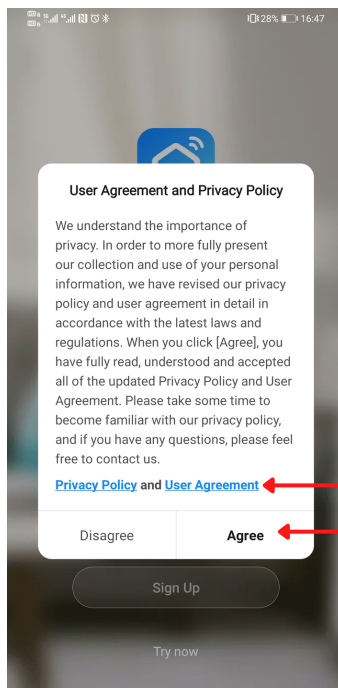 28% 16:47
User Agreement and Privacy Policy
We understand the importance of
privacy. In order to more fully present
our collection and use of your personal
information, we have revised our privacy
policy and user agreement in detail in
accordance with the latest laws and
regulations. When you click [Agree], you
have fully read, understood and accepted
all of the updated Privacy Policy and User
Agreement. Please take some time to
become familiar with our privacy policy,
and if you have any questions, please feel
free to contact us.
Privacy Policy and User Agreement
Disagree Agree
Sign Up
Try now